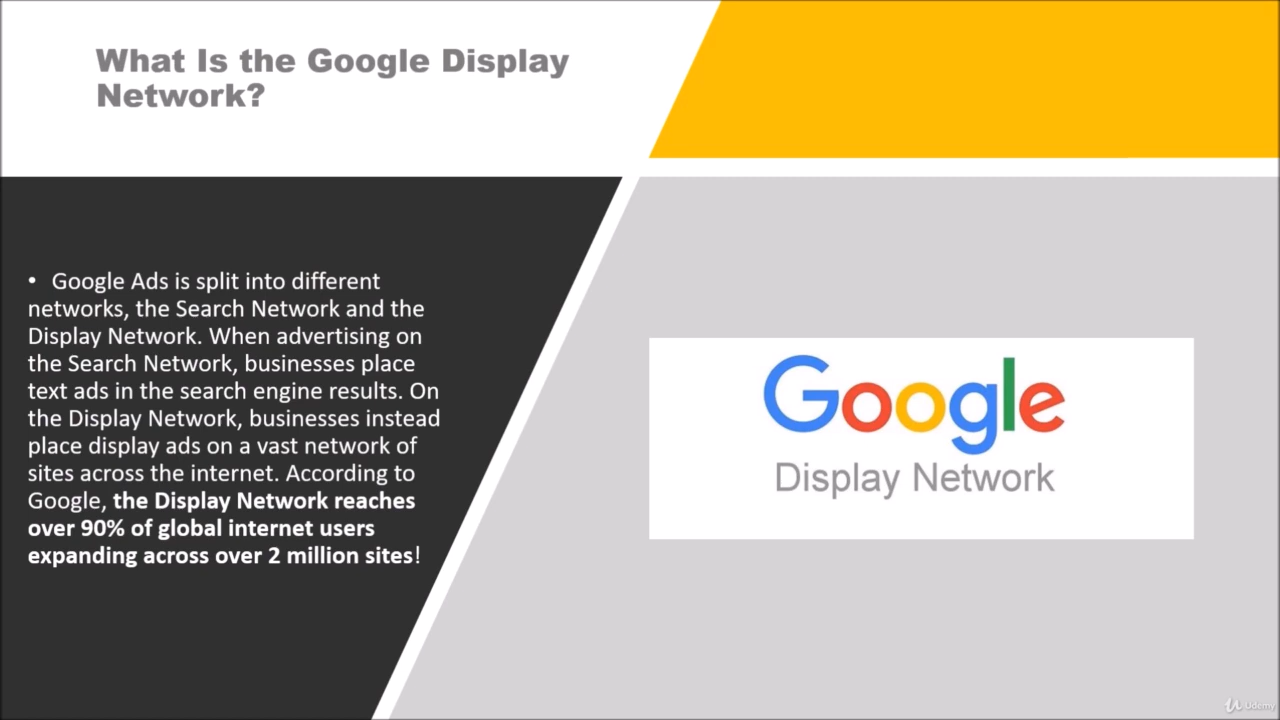 What Is the Google Display
Network?
• Google Ads is split into different
networks, the Search Network and the
Display Network. When advertising on
the Search Network, businesses place
text ads in the search engine results. On
the Display Network, businesses instead
place display ads on a vast network of
sites across the internet. According to
Google, the Display Network reaches
over 90% of global internet users
expanding across over 2 million sites!
Google
Display Network
Udemy